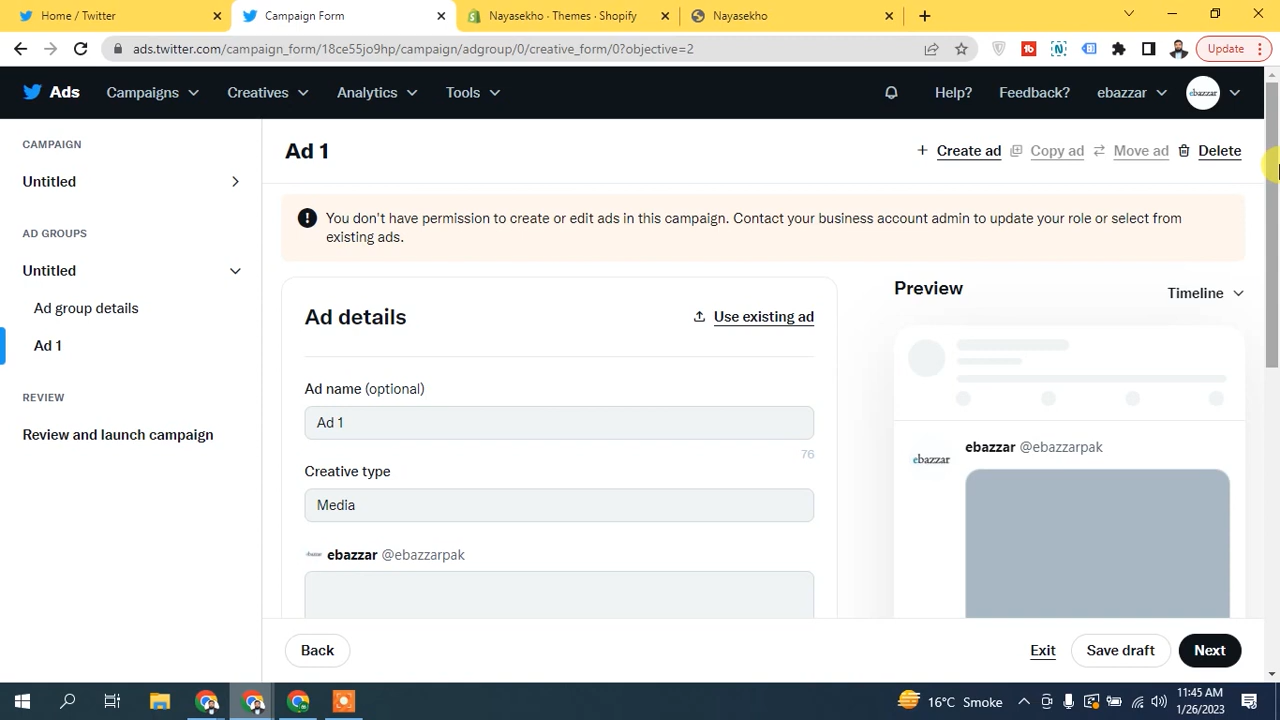 Home / Twitter
Campaign Form
Nayasekho · Themes · Shopify
Nayasekho
ads.twitter.com/campaign_form/18ce55jo9hp/campaign/adgroup/0/creative_form/0?objective=2
Update
Ads
Campaigns
Creatives
Analytics
Tools
Help?
Feedback?
ebazzar
ebazzar
CAMPAIGN
Untitled
AD GROUPS
Untitled
Ad group details
Ad 1
REVIEW
Review and launch campaign
Ad 1
Create ad
Copy ad
Move ad
Delete
You don't have permission to create or edit ads in this campaign. Contact your business account admin to update your role or select from
existing ads.
Ad details
Use existing ad
Ad name (optional)
Ad 1
76
Creative type
Media
ebazzar @ebazzarpak
Preview
Timeline
ebazzar
ebazzar @ebazzarpak
Back
Exit
Save draft
Next
16°C Smoke
11:45 AM
1/26/2023